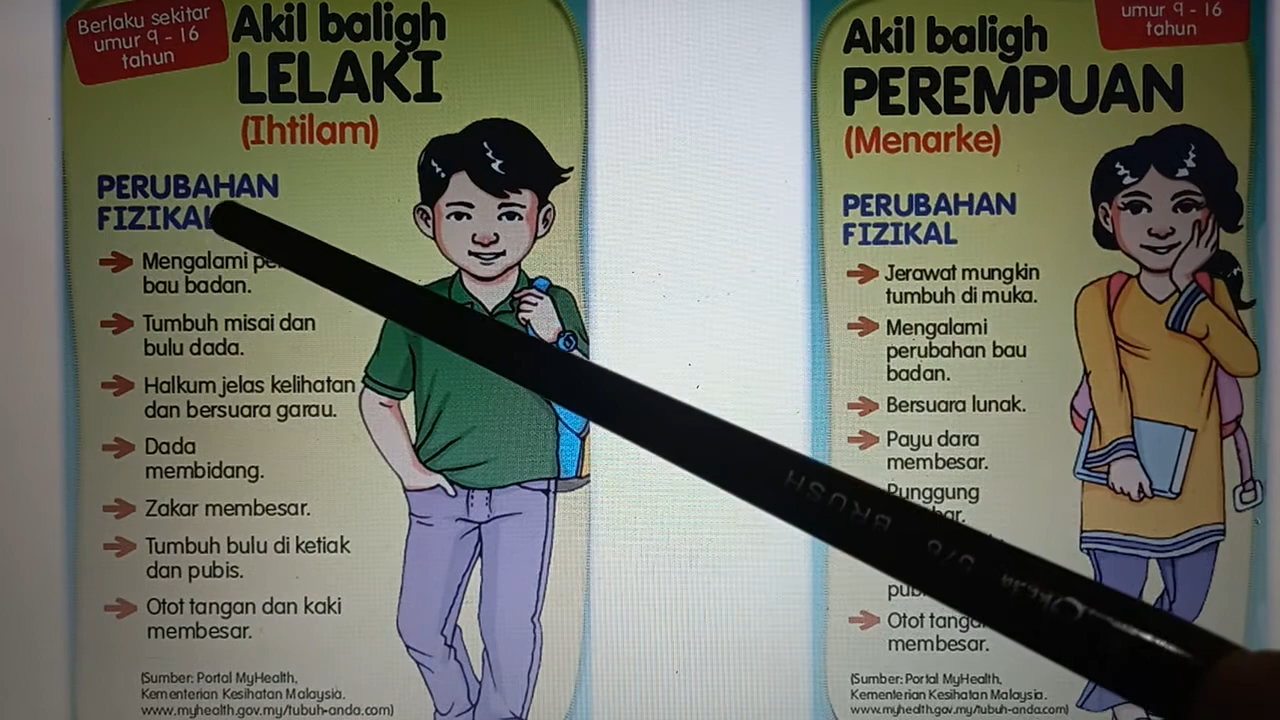 Berlaku sekitar
umur 9 - 16
tahun
Akil baligh
LELAKI
(Ihtilam)
PERUBAHAN
FIZIKAL
Mengalami
bau badan.
Tumbuh misai dan
bulu dada.
Halkum jelas kelihatan
dan bersuara garau.
Dada
membidang.
Zakar membesar.
Tumbuh bulu di ketiak
dan pubis.
Otot tangan dan kaki
membesar.
(Sumber: Portal MyHealth,
Kementerian Kesihatan Malaysia.
www.myhealth.gov.my/tubuh-anda.com)
umur 9 - 16
tahun
Akil baligh
PEREMPUAN
(Menarke)
PERUBAHAN
FIZIKAL
Jerawat mungkin
tumbuh di muka.
Mengalami
perubahan bau
badan.
Bersuara lunak.
Payu dara
membesar.
Punggung
Otot
membesar.
(Sumber: Portal MyHealth,
Kementerian Kesihatan Malaysia.
www.myhealth.gov.my/tubuh-anda.com)
BRUSH